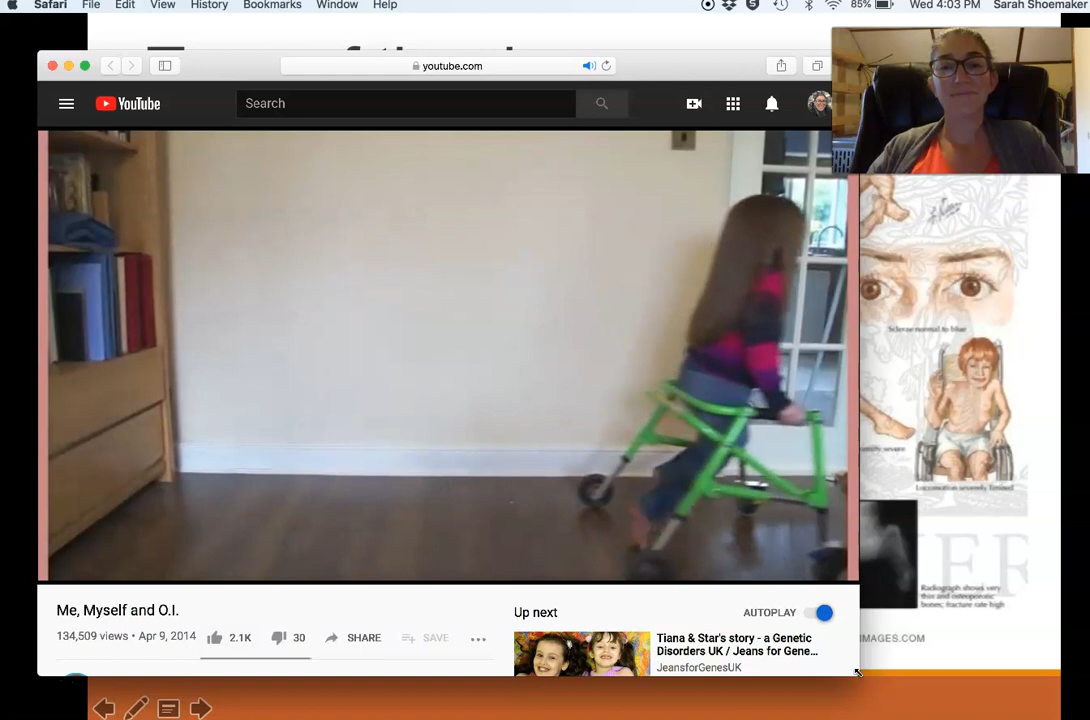 Safari File Edit View History Bookmarks Window Help 85% Wed 4:03 PM Sarah Shoemaker
youtube.com
YouTube Search
Sclerae normal to blue
Locomotion severely limited
Radiograph shows very
thin and osteoporotic
bones; fracture rate high
IMAGES.COM
Me, Myself and O.I.
134,509 views • Apr 9, 2014 2.1K 30 SHARE SAVE
Up next AUTOPLAY
Tiana & Star's story - a Genetic
Disorders UK / Jeans for Gene...
JeansforGenesUK